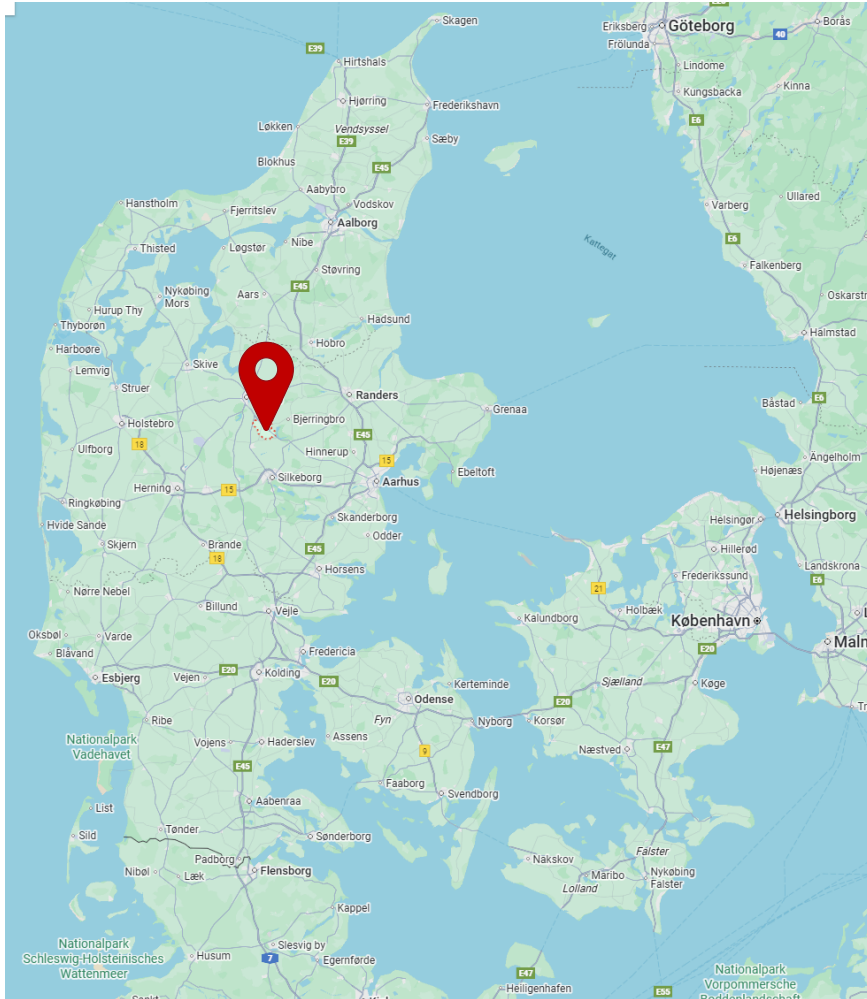 Skagen
Eriksberg
Göteborg
Borås
40
Frölunda
E39
Hirtshals
Lindome
Kungsbacka
Kinna
Hjørring
Frederikshavn
Løkken
Vendsyssel
E39
Sæby
E6
Blokhus
E45
Aabybro
Ullared
Hanstholm
Fjerritslev
Vodskov
Varberg
Aalborg
E6
Thisted
Løgstør
Nibe
Kattegat
Støvring
Falkenberg
E45
Nykøbing
Mors
Aars
Hurup Thy
Hadsund
Thyborøn
Halmstad
Harboøre
Hobro
Lemvig
Skive
Struer
Randers
E6
Båstad
Grenaa
Holstebro
Bjerringbro
E45
18
Ulfborg
Hinnerup
15
Ängelholm
Ebeltoft
Højenæs
Herning
15
Silkeborg
Aarhus
Ringkøbing
Skanderborg
Helsingør
Helsingborg
Hvide Sande
Odder
Skjern
Brande
E45
Hillerød
18
Horsens
Landskrona
Frederikssund
E6
21
Nørre Nebel
Billund
Vejle
Kalundborg
Holbæk
København
Oksbøl
Varde
Blavand
Fredericia
E20
Esbjerg
Vejen
E20
Kolding
E20
Kerteminde
Sjælland
Køge
Odense
E20
Ribe
Fyn
Nyborg
Korsør
Nationalpark
Vadehavet
Vojens
Haderslev
Assens
9
Næstved
E47
E45
Faaborg
Svendborg
List
Aabenraa
Sild
Tønder
Sønderborg
Falster
Padborg
Nakskov
Nibøl
Læk
Flensborg
Maribo
Nykøbing
Falster
Lolland
Kappel
Nationalpark
Schleswig-Holsteinisches
Wattenmeer
Slesvig by
Husum
7
Egernførde
E47
Heiligenhafen
E55
Nationalpark
Vorpommersche
Boddenlandschaft